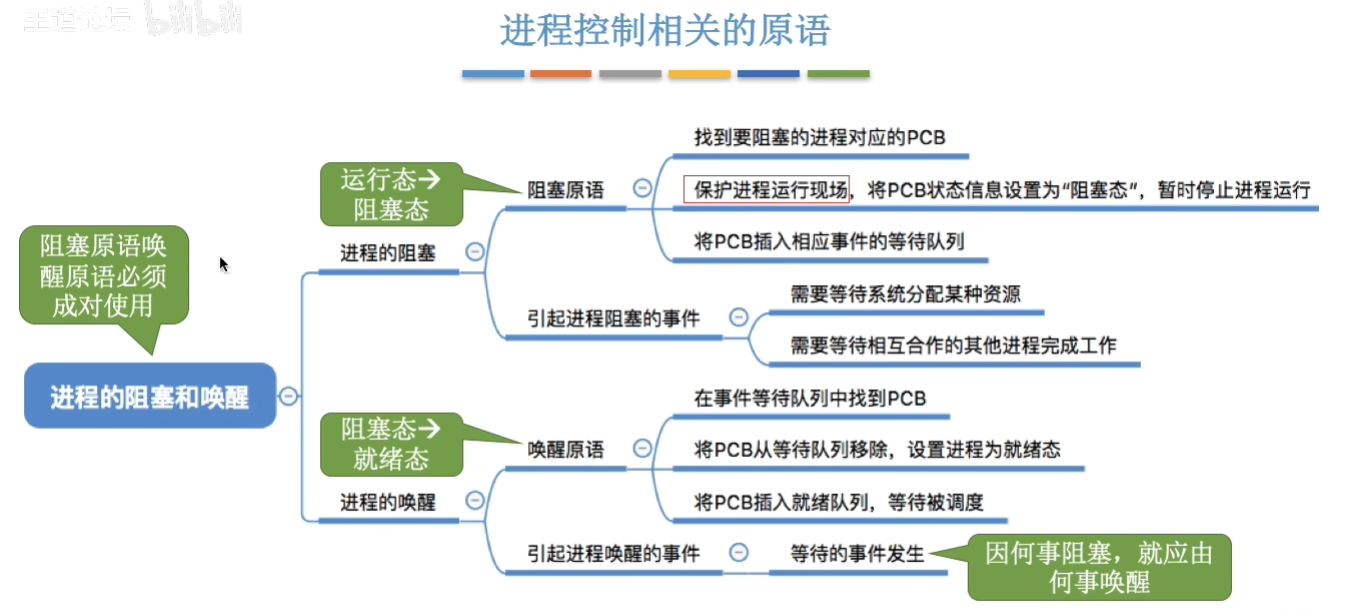 王道论坛 bilibili
进程控制相关的原语
找到要阻塞的进程对应的PCB
运行态→
阻塞态
阻塞原语
保护进程运行现场，将PCB状态信息设置为“阻塞态”，暂时停止进程运行
将PCB插入相应事件的等待队列
进程的阻塞
阻塞原语唤
醒原语必须
成对使用
引起进程阻塞的事件
需要等待系统分配某种资源
需要等待相互合作的其他进程完成工作
进程的阻塞和唤醒
阻塞态→
就绪态
唤醒原语
在事件等待队列中找到PCB
将PCB从等待队列移除，设置进程为就绪态
将PCB插入就绪队列，等待被调度
进程的唤醒
引起进程唤醒的事件
等待的事件发生
因何事阻塞，就应由
何事唤醒